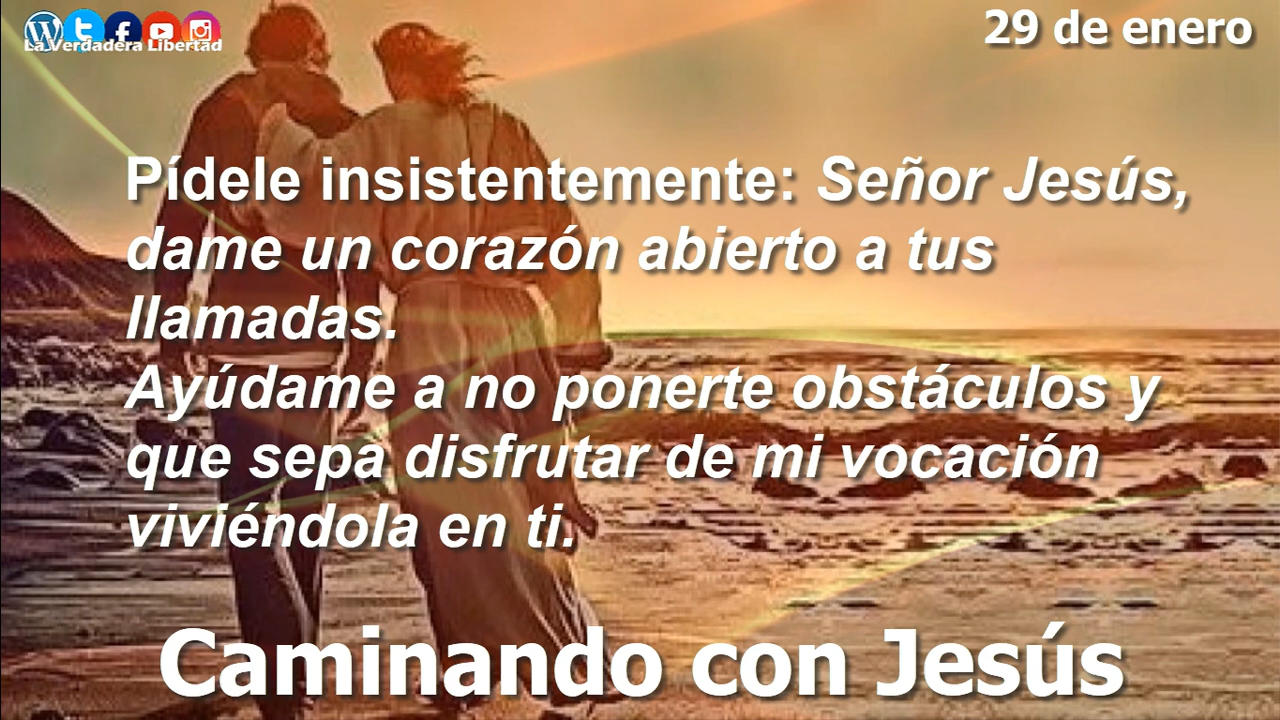 La Verdadera Libertad
29 de enero
Pídele insistentemente: Señor Jesús,
dame un corazón abierto a tus
llamadas.
Ayúdame a no ponerte obstáculos y
que sepa disfrutar de mi vocación
viviéndola en ti.
Caminando con Jesús